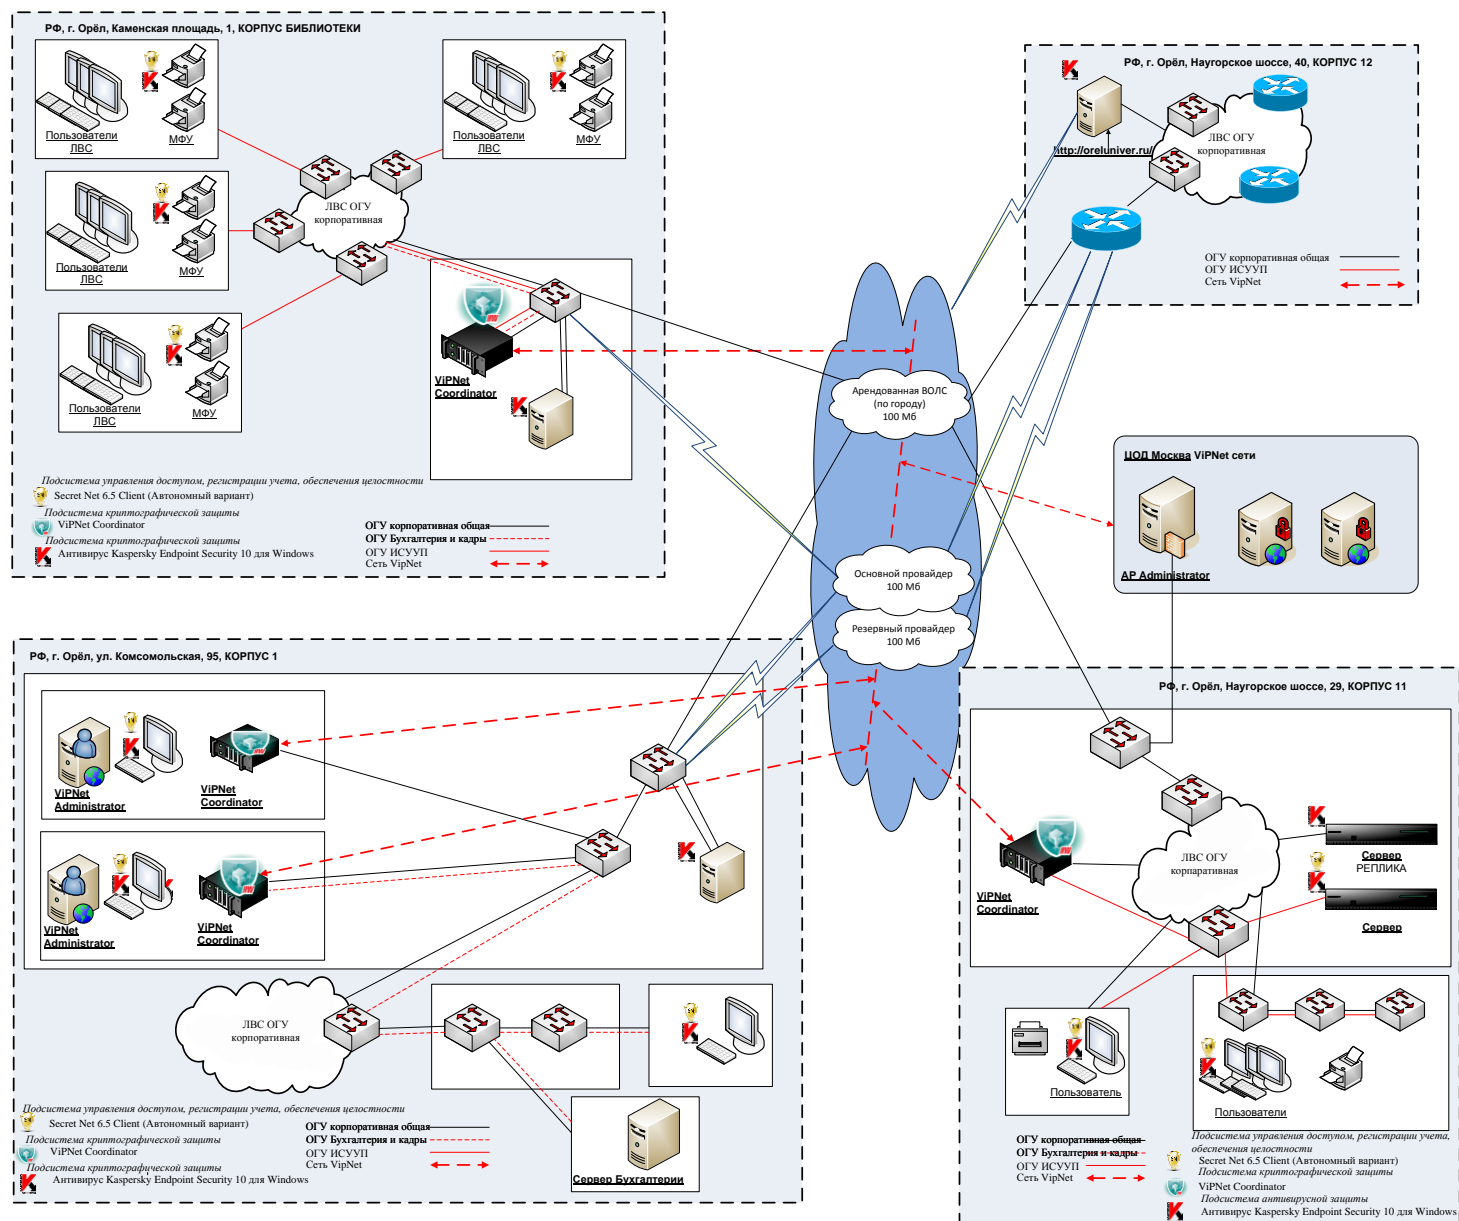 РФ, г. Орёл, Каменская площадь, 1, КОРПУС БИБЛИОТЕКИ
Пользователи
ЛВС
МФУ
Пользователи
ЛВС
МФУ
Пользователи
ЛВС
МФУ
Пользователи
ЛВС
МФУ
ЛВС ОГУ
корпоративная
ViPNet
Coordinator
Подсистема управления доступом, регистрации учета, обеспечения целостности
Secret Net 6.5 Client (Автономный вариант)
Подсистема криптографической защиты
ViPNet Coordinator
Подсистема криптографической защиты
Антивирус Kaspersky Endpoint Security 10 для Windows
ОГУ корпоративная общая
ОГУ Бухгалтерия и кадры
ОГУ ИСУУП
Сеть VipNet
РФ, г. Орёл, Наугорское шоссе, 40, КОРПУС 12
http://oreluniver.ru/
ЛВС ОГУ
корпоративная
ОГУ корпоративная общая
ОГУ ИСУУП
Сеть VipNet
Арендованная ВОЛС
(по городу)
100 Мб
Основной провайдер
100 Мб
Резервный провайдер
100 Мб
ЦОД Москва ViPNet сети
AP Administrator
РФ, г. Орёл, ул. Комсомольская, 95, КОРПУС 1
ViPNet
Administrator
ViPNet
Coordinator
ViPNet
Administrator
ViPNet
Coordinator
ЛВС ОГУ
корпоративная
Сервер Бухгалтерии
Подсистема управления доступом, регистрации учета, обеспечения целостности
Secret Net 6.5 Client (Автономный вариант)
Подсистема криптографической защиты
ViPNet Coordinator
Подсистема криптографической защиты
Антивирус Kaspersky Endpoint Security 10 для Windows
ОГУ корпоративная общая
ОГУ Бухгалтерия и кадры
ОГУ ИСУУП
Сеть VipNet
РФ, г. Орёл, Наугорское шоссе, 29, КОРПУС 11
ViPNet
Coordinator
ЛВС ОГУ
корпаративная
Сервер
РЕПЛИКА
Сервер
Пользователь
Пользователи
ОГУ корпоративная общая
ОГУ Бухгалтерия и кадры
ОГУ ИСУУП
Сеть VipNet
Подсистема управления доступом, регистрации учета,
обеспечения целостности
Secret Net 6.5 Client (Автономный вариант)
Подсистема криптографической защиты
ViPNet Coordinator
Подсистема антивирусной защиты
Антивирус Kaspersky Endpoint Security 10 для Windows